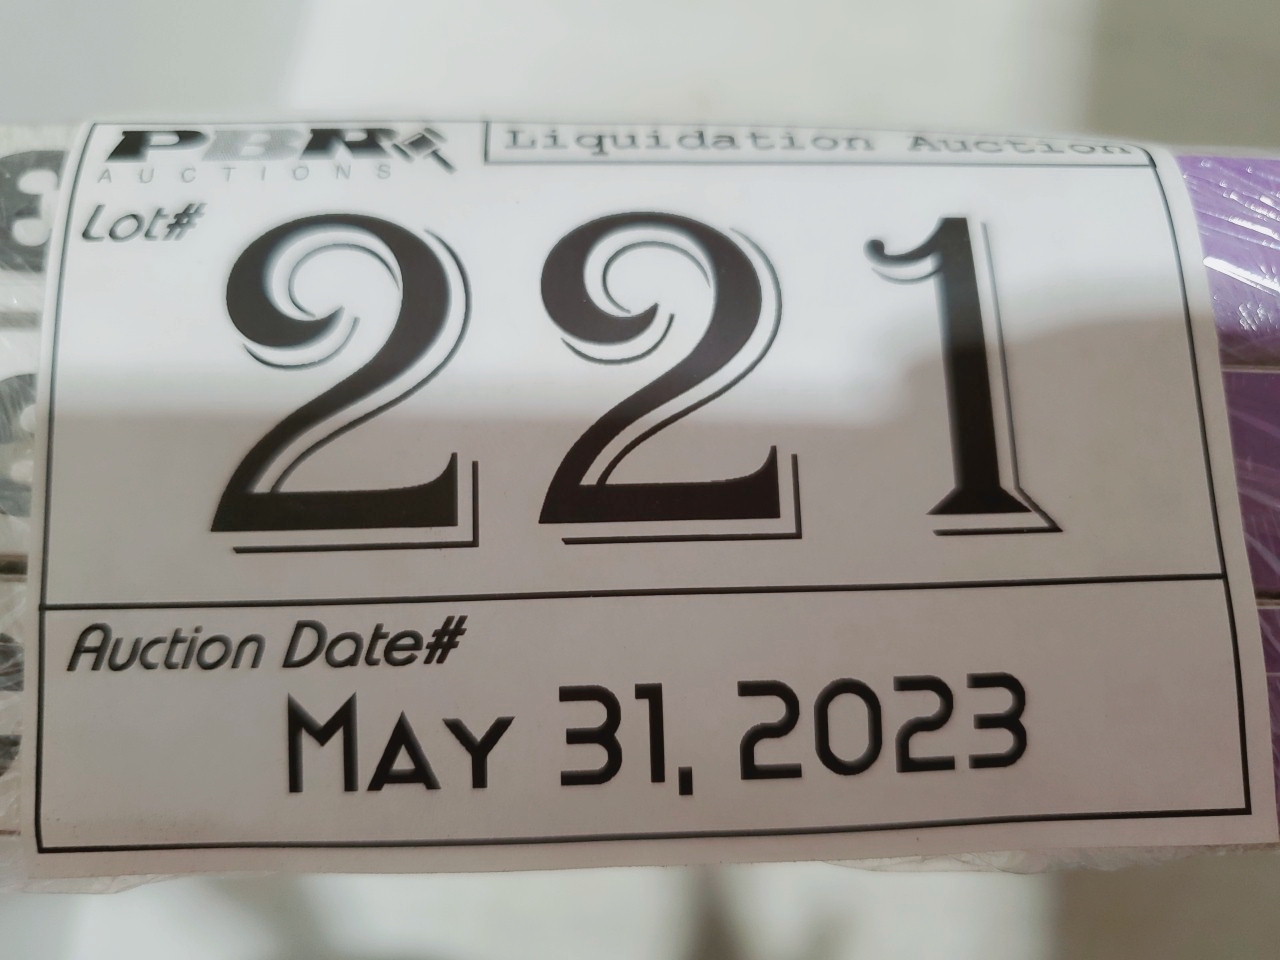 PBR
AUCTIONS
Liquidation Auction
Lot#
221
Auction Date#
May 31, 2023